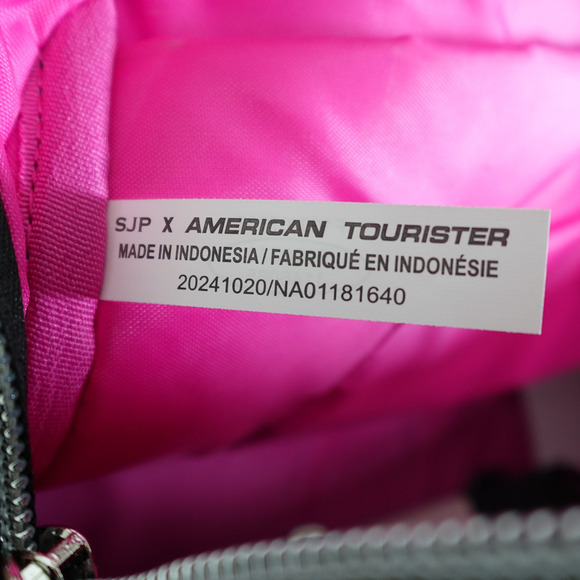 SJP X AMERICAN TOURISTER
MADE IN INDONESIA / FABRIQUÉ EN INDONÉSIE
20241020/NA01181640